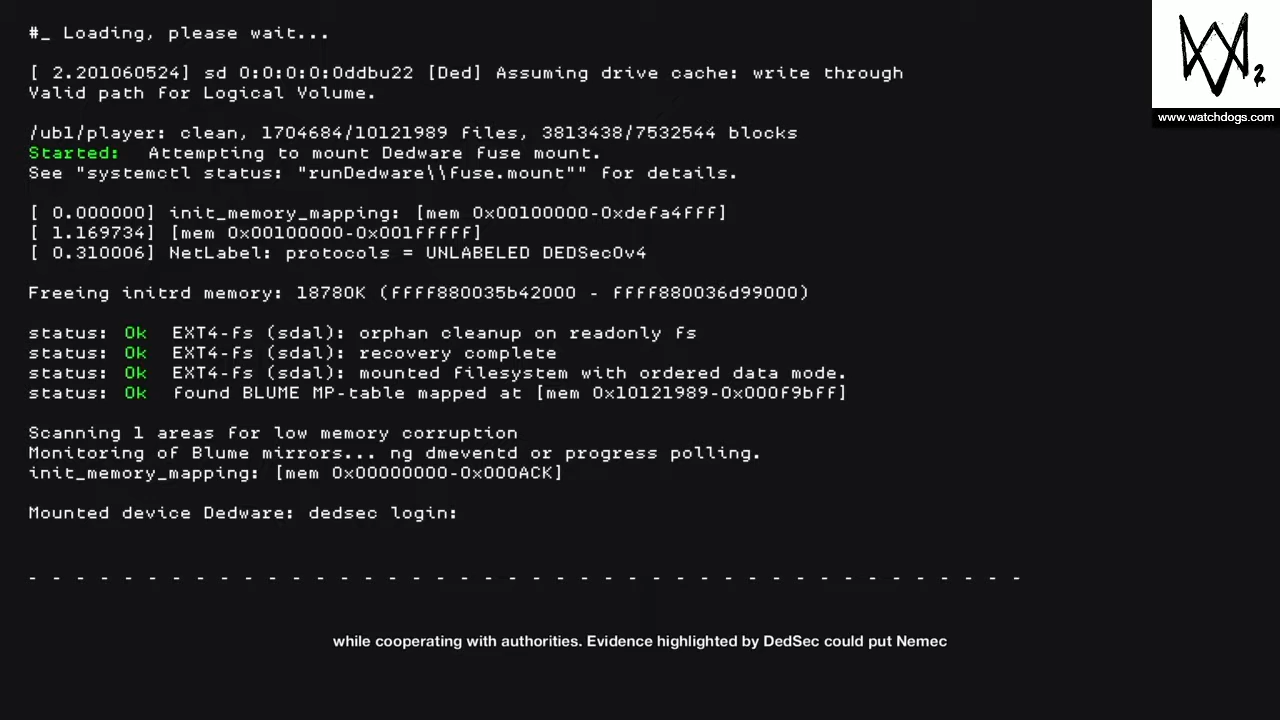 #_ Loading, please wait...
[ 2.201060524] sd 0:0:0:0:0ddbu22 [Ded] Assuming drive cache: write through
Valid path for Logical Volume.
/ubl/player: clean, 1704684/10121989 files, 3813438/7532544 blocks
Started: Attempting to mount Dedware fuse mount.
See "systemctl status: "runDedware\\fuse.mount"" for details.
[ 0.000000] init_memory_mapping: [mem 0x00100000-0xdefa4fff]
[ 1.169734] [mem 0x00100000-0x001fffff]
[ 0.310006] NetLabel: protocols = UNLABELED DEDSec0v4
Freeing initrd memory: 18780K (ffff880035b42000 - ffff880036d99000)
status: Ok EXT4-fs (sdal): orphan cleanup on readonly fs
status: Ok EXT4-fs (sdal): recovery complete
status: Ok EXT4-fs (sdal): mounted filesystem with ordered data mode.
status: Ok found BLUME MP-table mapped at [mem 0x10121989-0x000f9bff]
Scanning 1 areas for low memory corruption
Monitoring of Blume mirrors... ng dmeventd or progress polling.
init_memory_mapping: [mem 0x00000000-0x000ACK]
Mounted device Dedware: dedsec login:
- - - - - - - - - - - - - - - - - - - - - - - - - - - - - - - - - - - - - - - - - -
while cooperating with authorities. Evidence highlighted by DedSec could put Nemec
2
www.watchdogs.com